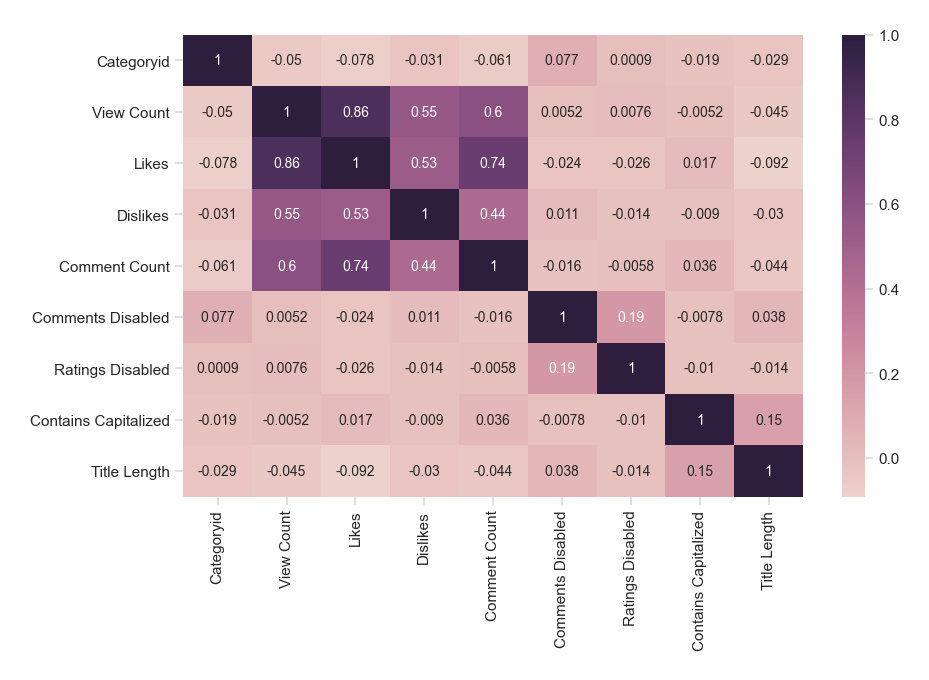 Categoryid 1 -0.05 -0.078 -0.031 -0.061 0.077 0.0009 -0.019 -0.029
View Count -0.05 1 0.86 0.55 0.6 0.0052 0.0076 -0.0052 -0.045
Likes -0.078 0.86 1 0.53 0.74 -0.024 -0.026 0.017 -0.092
Dislikes -0.031 0.55 0.53 1 0.44 0.011 -0.014 -0.009 -0.03
Comment Count -0.061 0.6 0.74 0.44 1 -0.016 -0.0058 0.036 -0.044
Comments Disabled 0.077 0.0052 -0.024 0.011 -0.016 1 0.19 -0.0078 0.038
Ratings Disabled 0.0009 0.0076 -0.026 -0.014 -0.0058 0.19 1 -0.01 -0.014
Contains Capitalized -0.019 -0.0052 0.017 -0.009 0.036 -0.0078 -0.01 1 0.15
Title Length -0.029 -0.045 -0.092 -0.03 -0.044 0.038 -0.014 0.15 1
Categoryid
View Count
Likes
Dislikes
Comment Count
Comments Disabled
Ratings Disabled
Contains Capitalized
Title Length
1.0
0.8
0.6
0.4
0.2
0.0